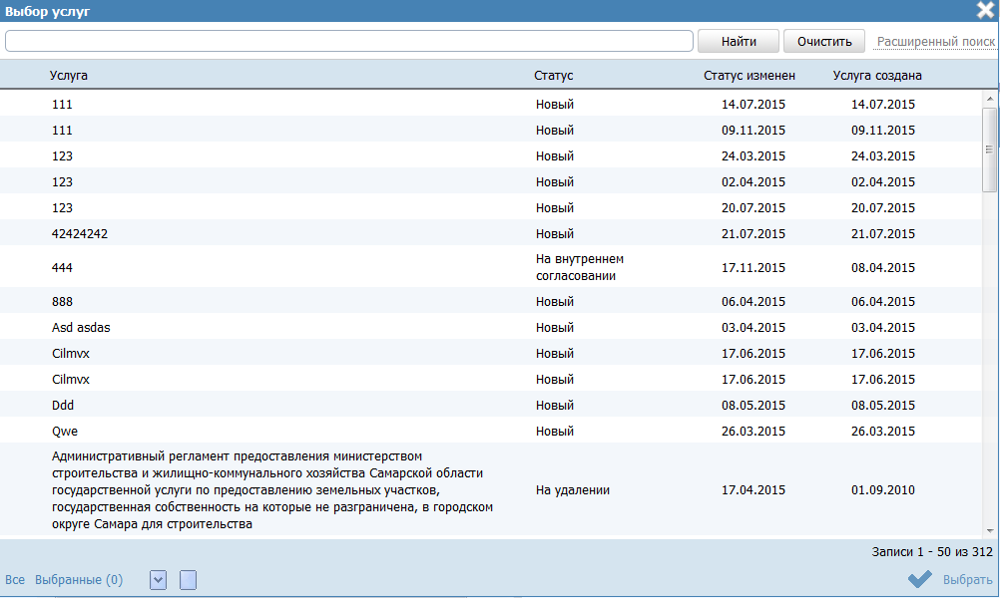 Выбор услуг
Найти Очистить Расширенный поиск
Услуга Статус Статус изменен Услуга создана
111 Новый 14.07.2015 14.07.2015
111 Новый 09.11.2015 09.11.2015
123 Новый 24.03.2015 24.03.2015
123 Новый 02.04.2015 02.04.2015
123 Новый 20.07.2015 20.07.2015
42424242 Новый 21.07.2015 21.07.2015
444 На внутреннем согласовании 17.11.2015 08.04.2015
888 Новый 06.04.2015 06.04.2015
Asd asdas Новый 03.04.2015 03.04.2015
Cilmvx Новый 17.06.2015 17.06.2015
Cilmvx Новый 17.06.2015 17.06.2015
Ddd Новый 08.05.2015 08.05.2015
Qwe Новый 26.03.2015 26.03.2015
Административный регламент предоставления министерством
строительства и жилищно-коммунального хозяйства Самарской области
государственной услуги по предоставлению земельных участков,
государственная собственность на которые не разграничена, в городском
округе Самара для строительства
На удалении 17.04.2015 01.09.2010
Записи 1 - 50 из 312
Все Выбранные (0) Выбрать